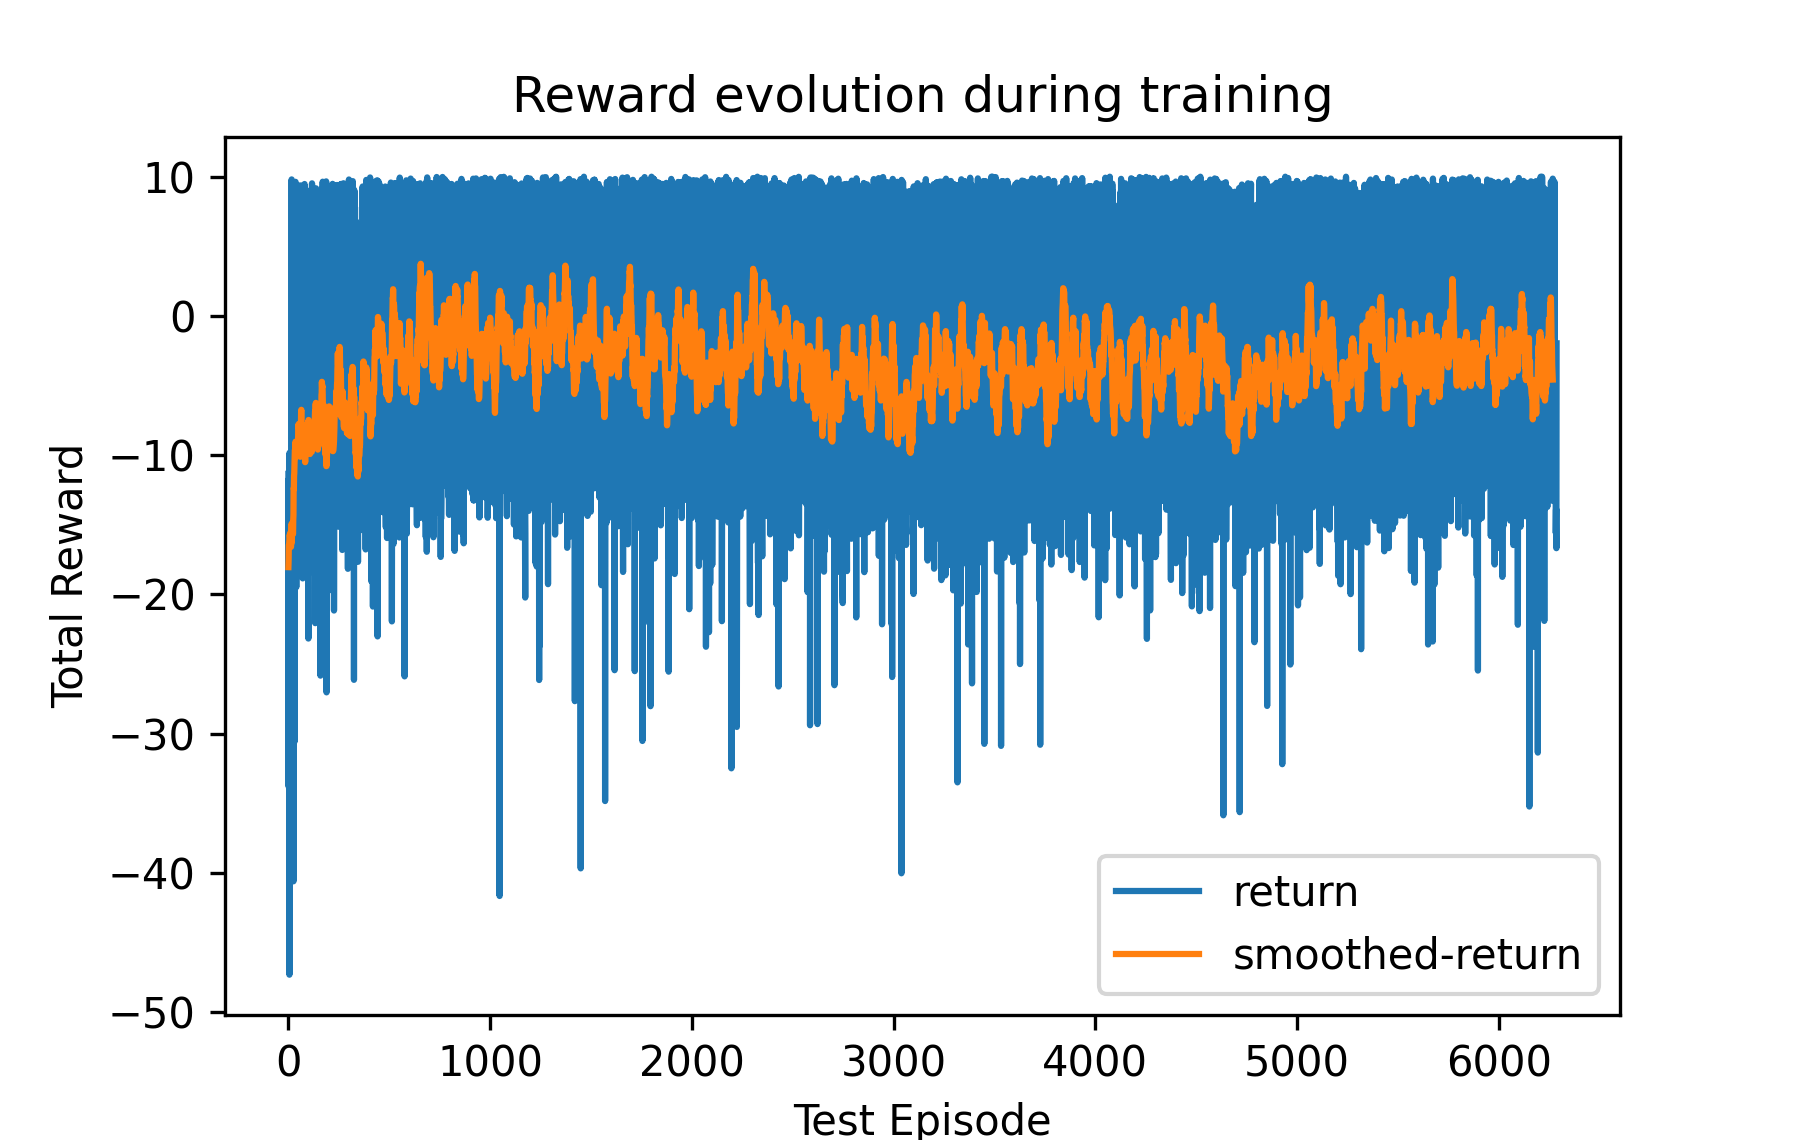 Reward evolution during training
10
0
−10
−20
−30
−40
−50
Total Reward
0 1000 2000 3000 4000 5000 6000
Test Episode
return
smoothed-return